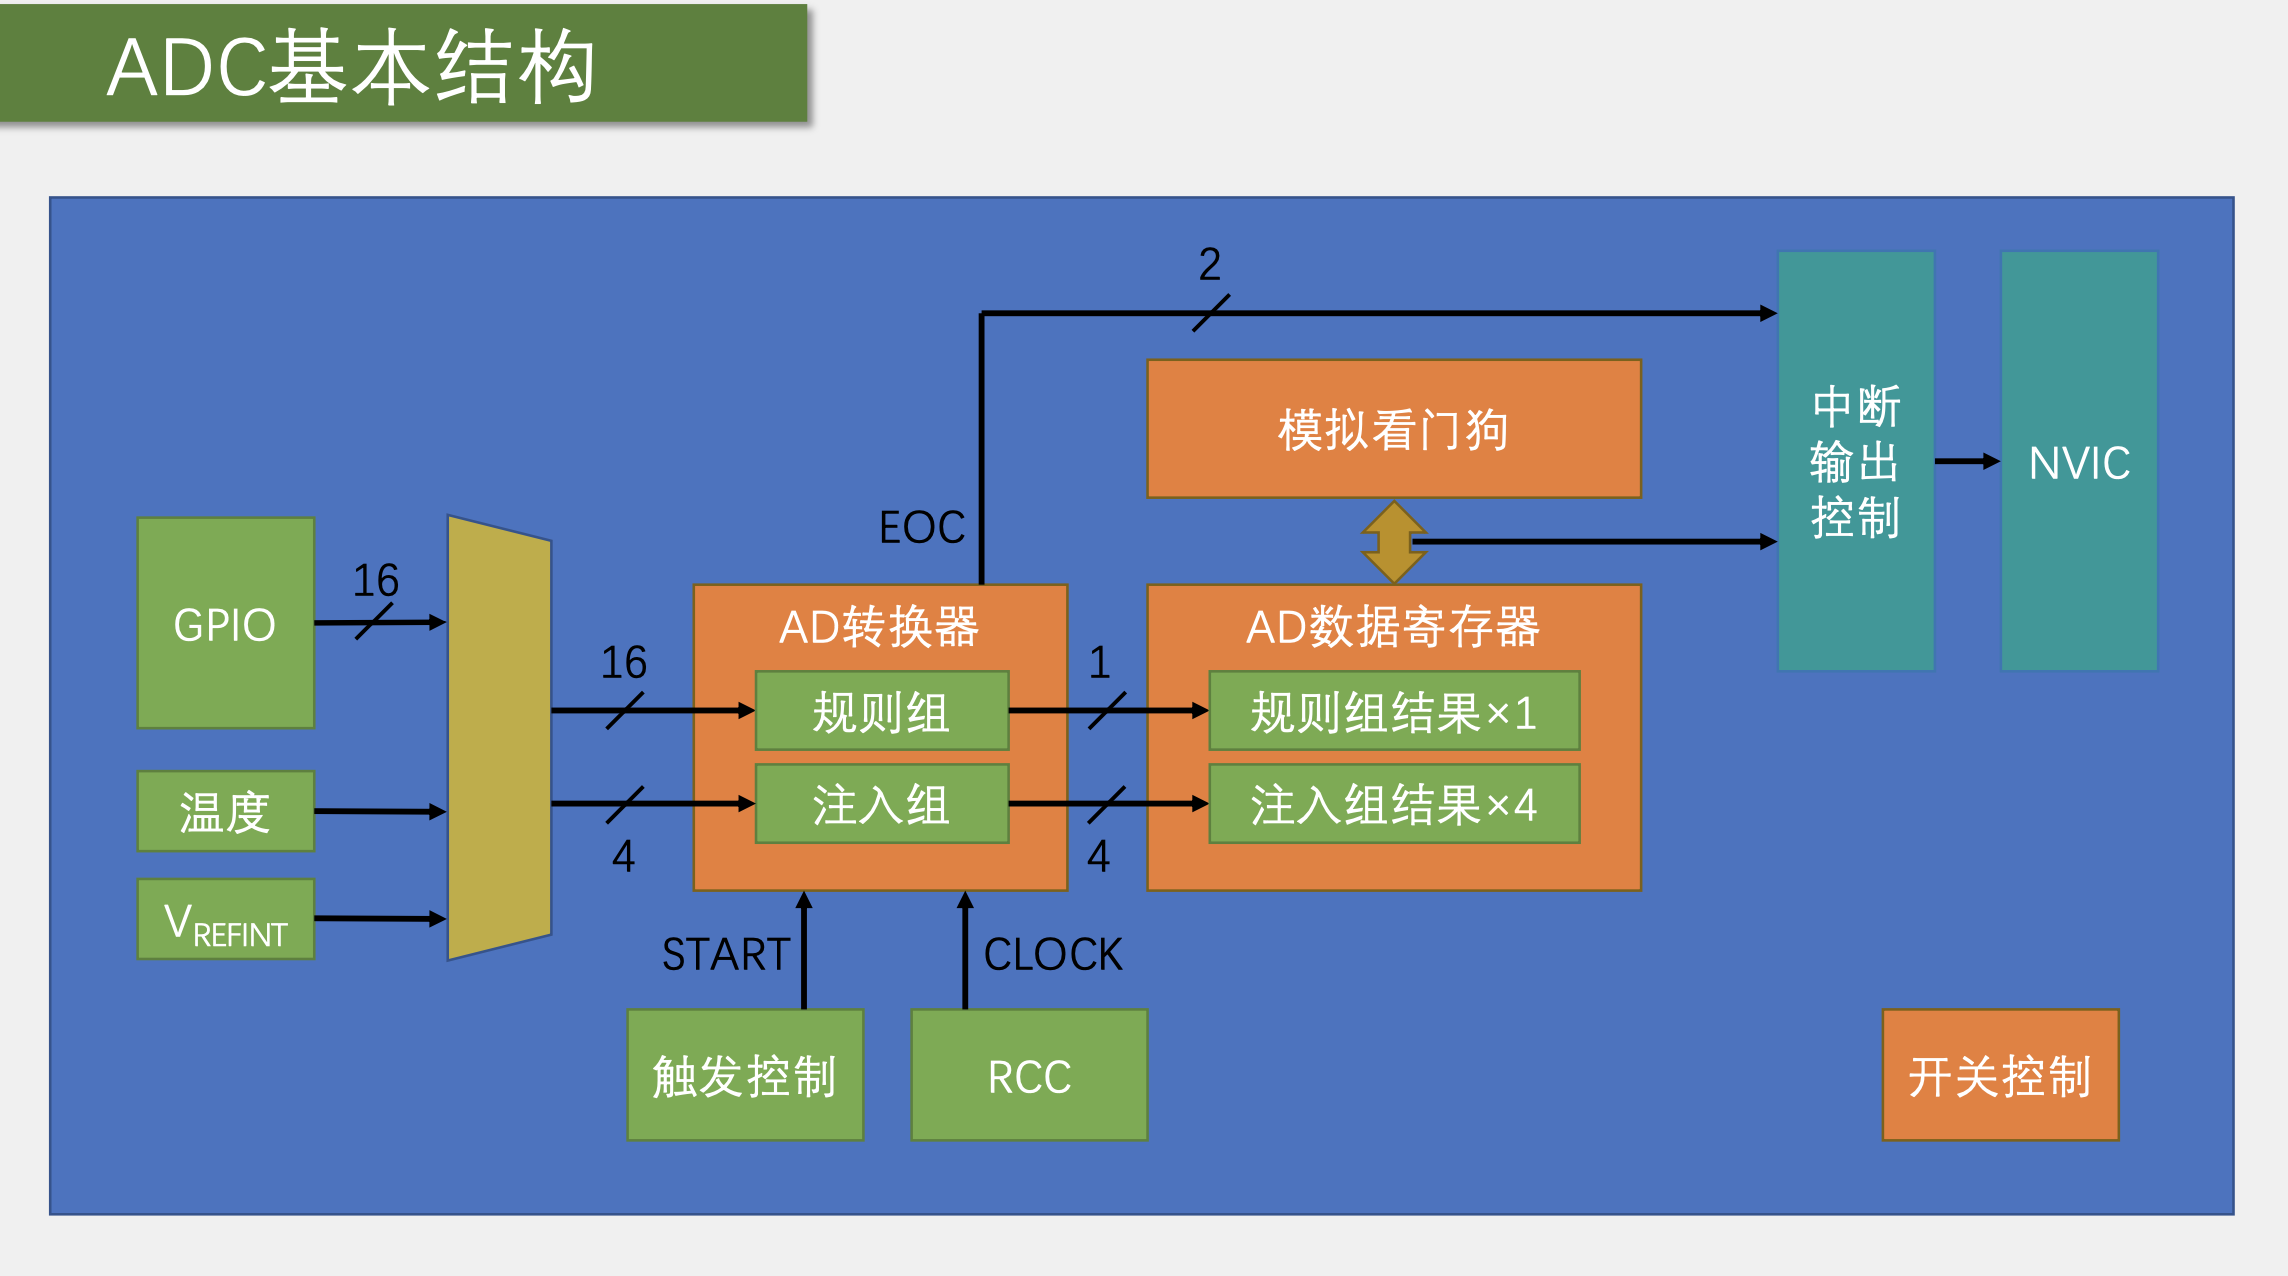 ADC基本结构
2
模拟看门狗
中断
输出
控制
NVIC
EOC
GPIO
16
AD转换器
AD数据寄存器
16
规则组
1
规则组结果×1
温度
注入组
注入组结果×4
4
4
VREFINT
START
CLOCK
触发控制
RCC
开关控制